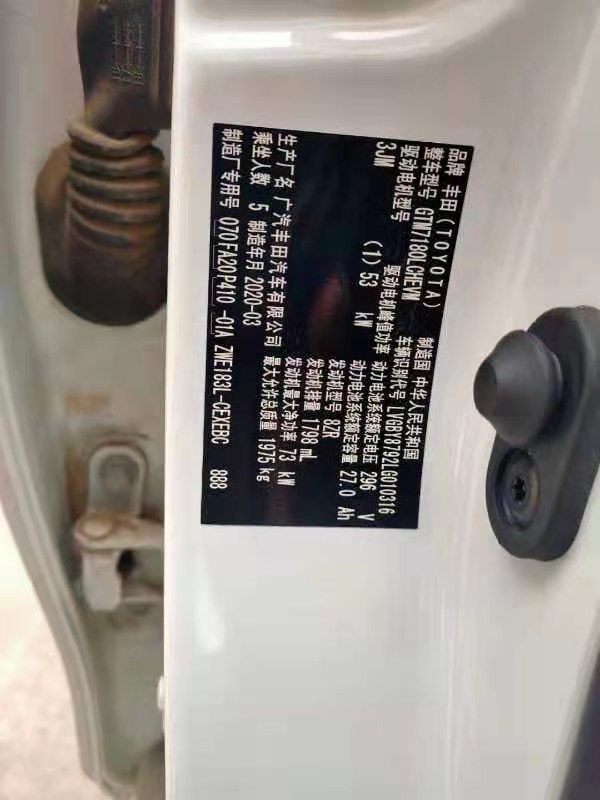 品牌 丰田(TOYOTA) 制造国 中华人民共和国
整车型号 GTM7180LCHEVM 车辆识别代号 LVGBY8792LG010316
驱动电机型号 驱动电机峰值功率 动力电池系统额定电压 296 V
3JM (1)53 kW 动力电池系统额定容量 27.0 Ah
发动机型号 8ZR
发动机排量 1798 mL
生产厂名 广汽丰田汽车有限公司 发动机最大净功率 73 kW
乘坐人数 5 制造年月 2020-03 最大允许总质量 1975 kg
制造厂专用号 070 FA20 P410 -01A ZWE183L-GEXEBC 888